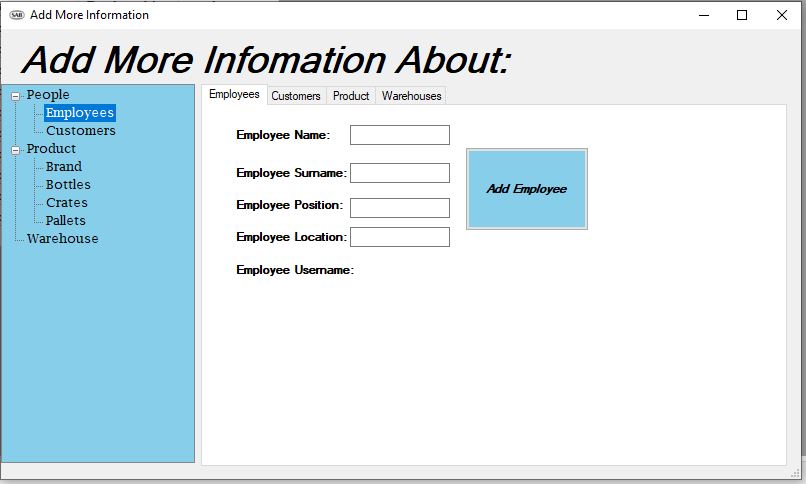 SAB Add More Information
Add More Infomation About:
People
Employees
Customers
Product
Brand
Bottles
Crates
Pallets
Warehouse
Employees Customers Product Warehouses
Employee Name:
Employee Surname:
Employee Position:
Employee Location:
Employee Username:
Add Employee